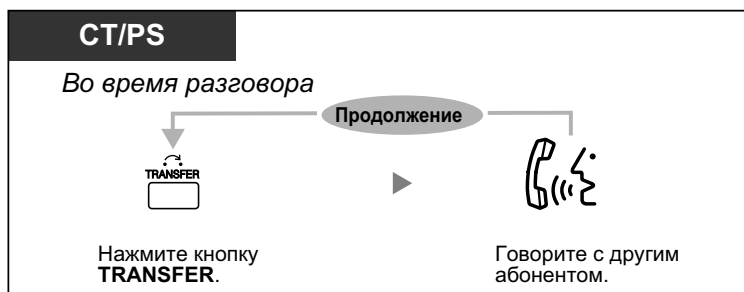 CT/PS
Во время разговора
Продолжение
TRANSFER
Нажмите кнопку
TRANSFER.
Говорите с другим
абонентом.